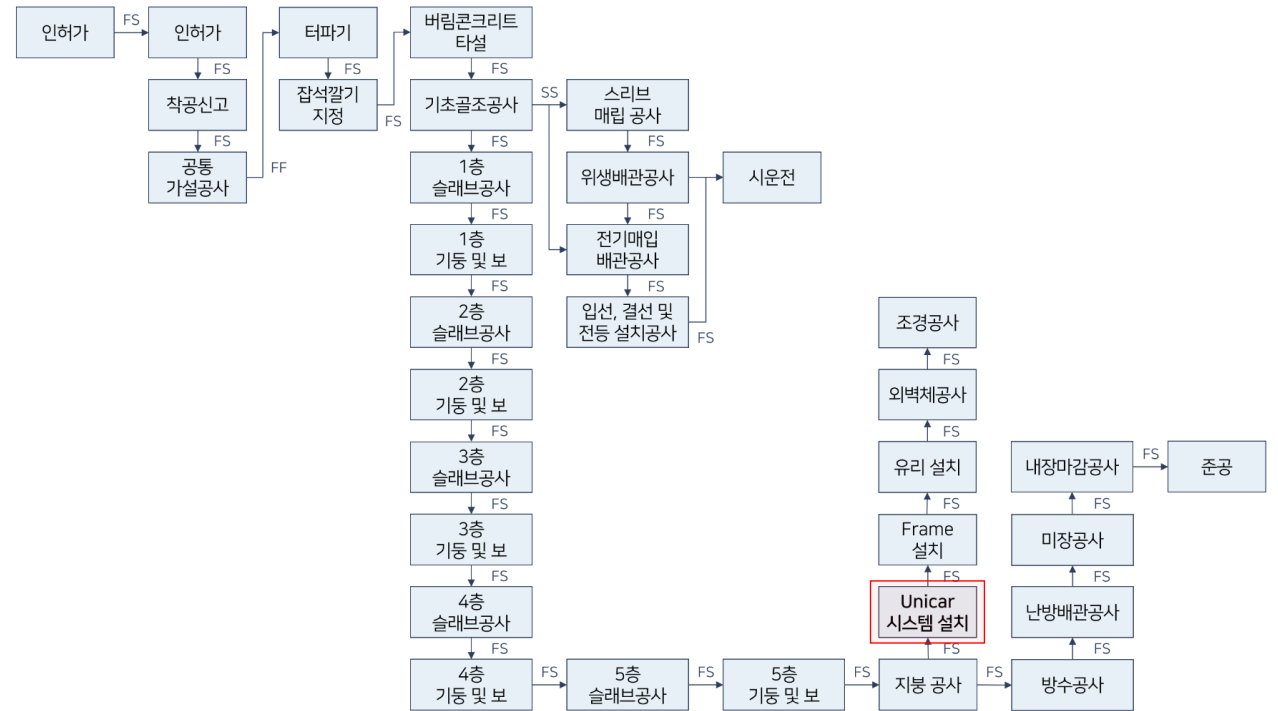 인허가
FS
인허가
FS
착공신고
FS
공통
가설공사
FF
터파기
FS
잡석깔기
지정
FS
버림콘크리트
타설
FS
기초골조공사
SS
스리브
매립 공사
FS
위생배관공사
시운전
FS
전기매입
배관공사
FS
입선, 결선 및
전등 설치공사
FS
FS
1층
슬래브공사
FS
1층
기둥 및 보
FS
2층
슬래브공사
FS
2층
기둥 및 보
FS
3층
슬래브공사
FS
3층
기둥 및 보
FS
4층
슬래브공사
FS
4층
기둥 및 보
FS
5층
슬래브공사
FS
5층
기둥 및 보
FS
지붕 공사
FS
Unicar
시스템 설치
FS
Frame
설치
FS
유리 설치
FS
외벽체공사
FS
조경공사
FS
방수공사
FS
난방배관공사
FS
미장공사
FS
내장마감공사
FS
준공